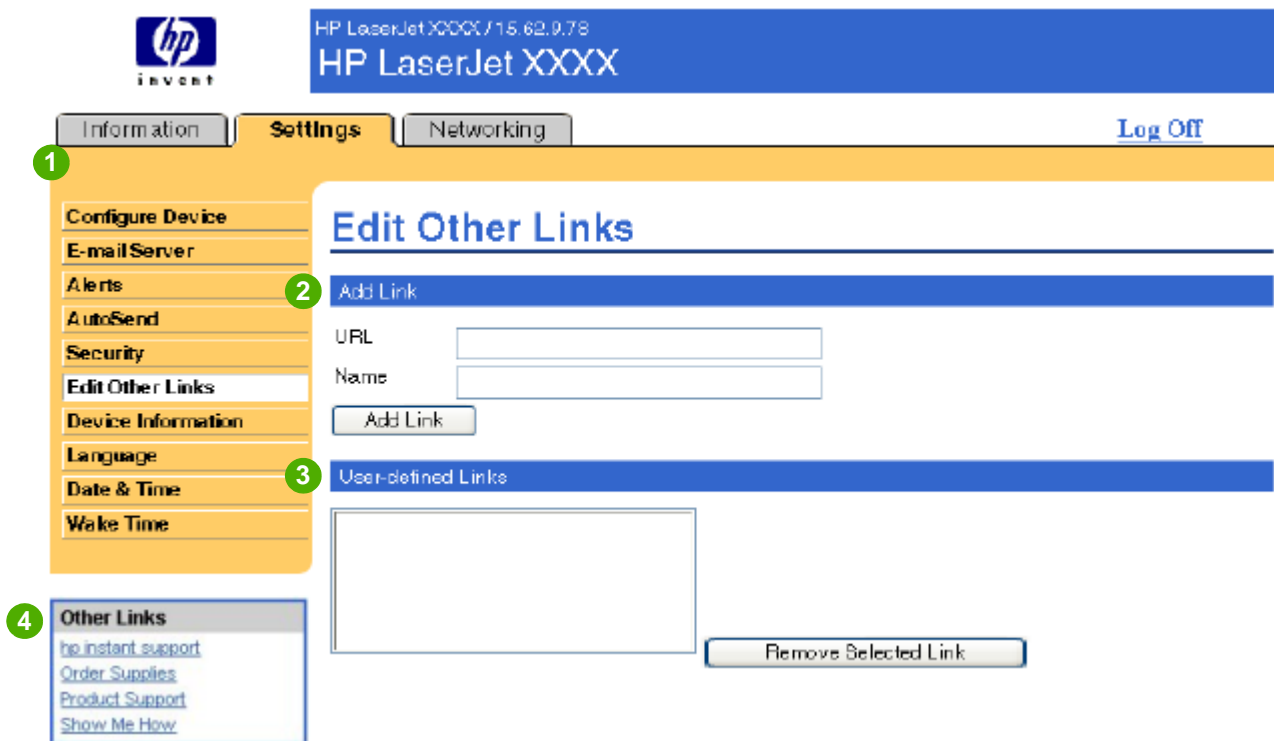 hp
invent
HP LaserJet XXXX / 15.62.9.78
HP LaserJet XXXX
Information
Settings
Networking
Log Off
1
Configure Device
E-mail Server
Alerts
AutoSend
Security
Edit Other Links
Device Information
Language
Date & Time
Wake Time
Edit Other Links
2
Add Link
URL
Name
Add Link
3
User-defined Links
Remove Selected Link
4
Other Links
hp instant support
Order Supplies
Product Support
Show Me How